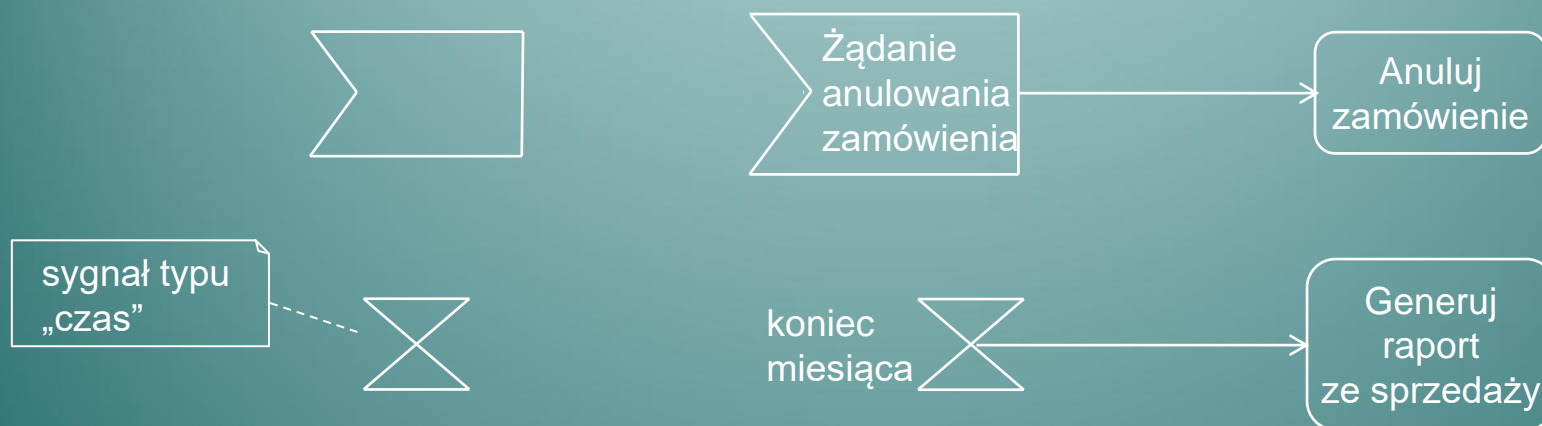 Żądanie
anulowania
zamówienia
Anuluj
zamówienie
sygnał typu
„czas”
koniec
miesiąca
Generuj
raport
ze sprzedaży